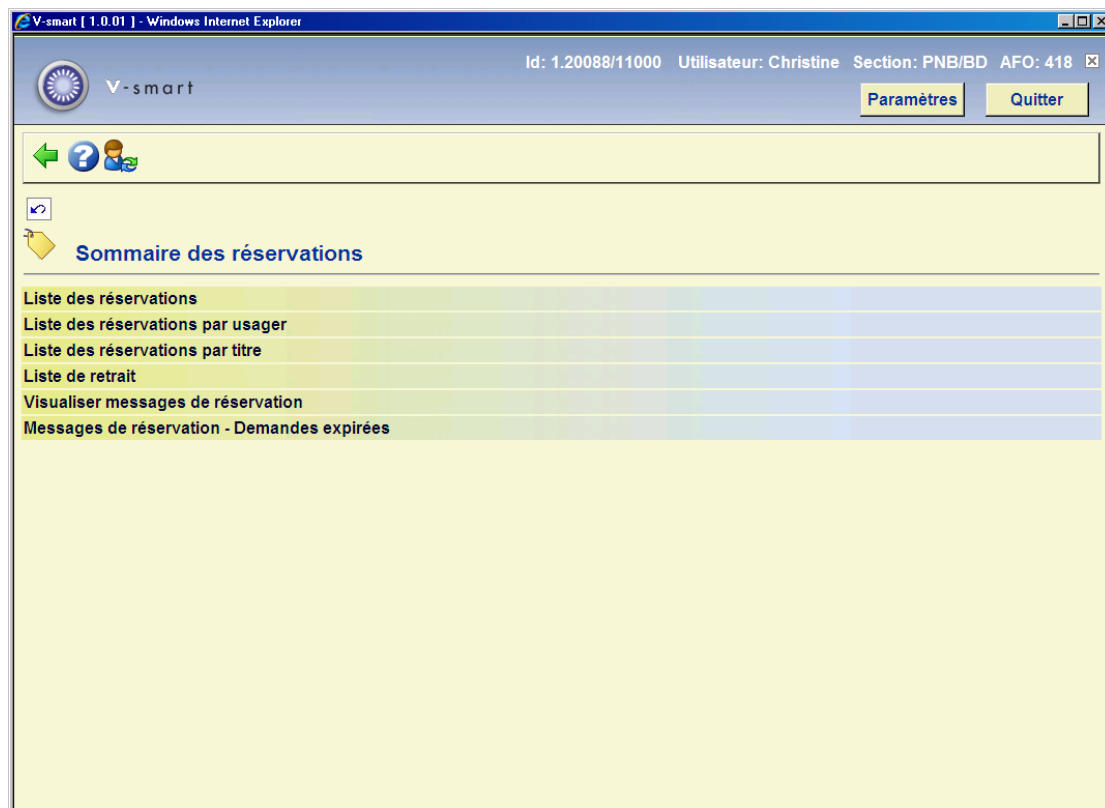 V-smart [ 1.0.01 ] - Windows Internet Explorer
Id: 1.20088/11000 Utilisateur: Christine Section: PNB/BD AFO: 418
V-smart
Paramètres Quitter
Sommaire des réservations
Liste des réservations
Liste des réservations par usager
Liste des réservations par titre
Liste de retrait
Visualiser messages de réservation
Messages de réservation - Demandes expirées